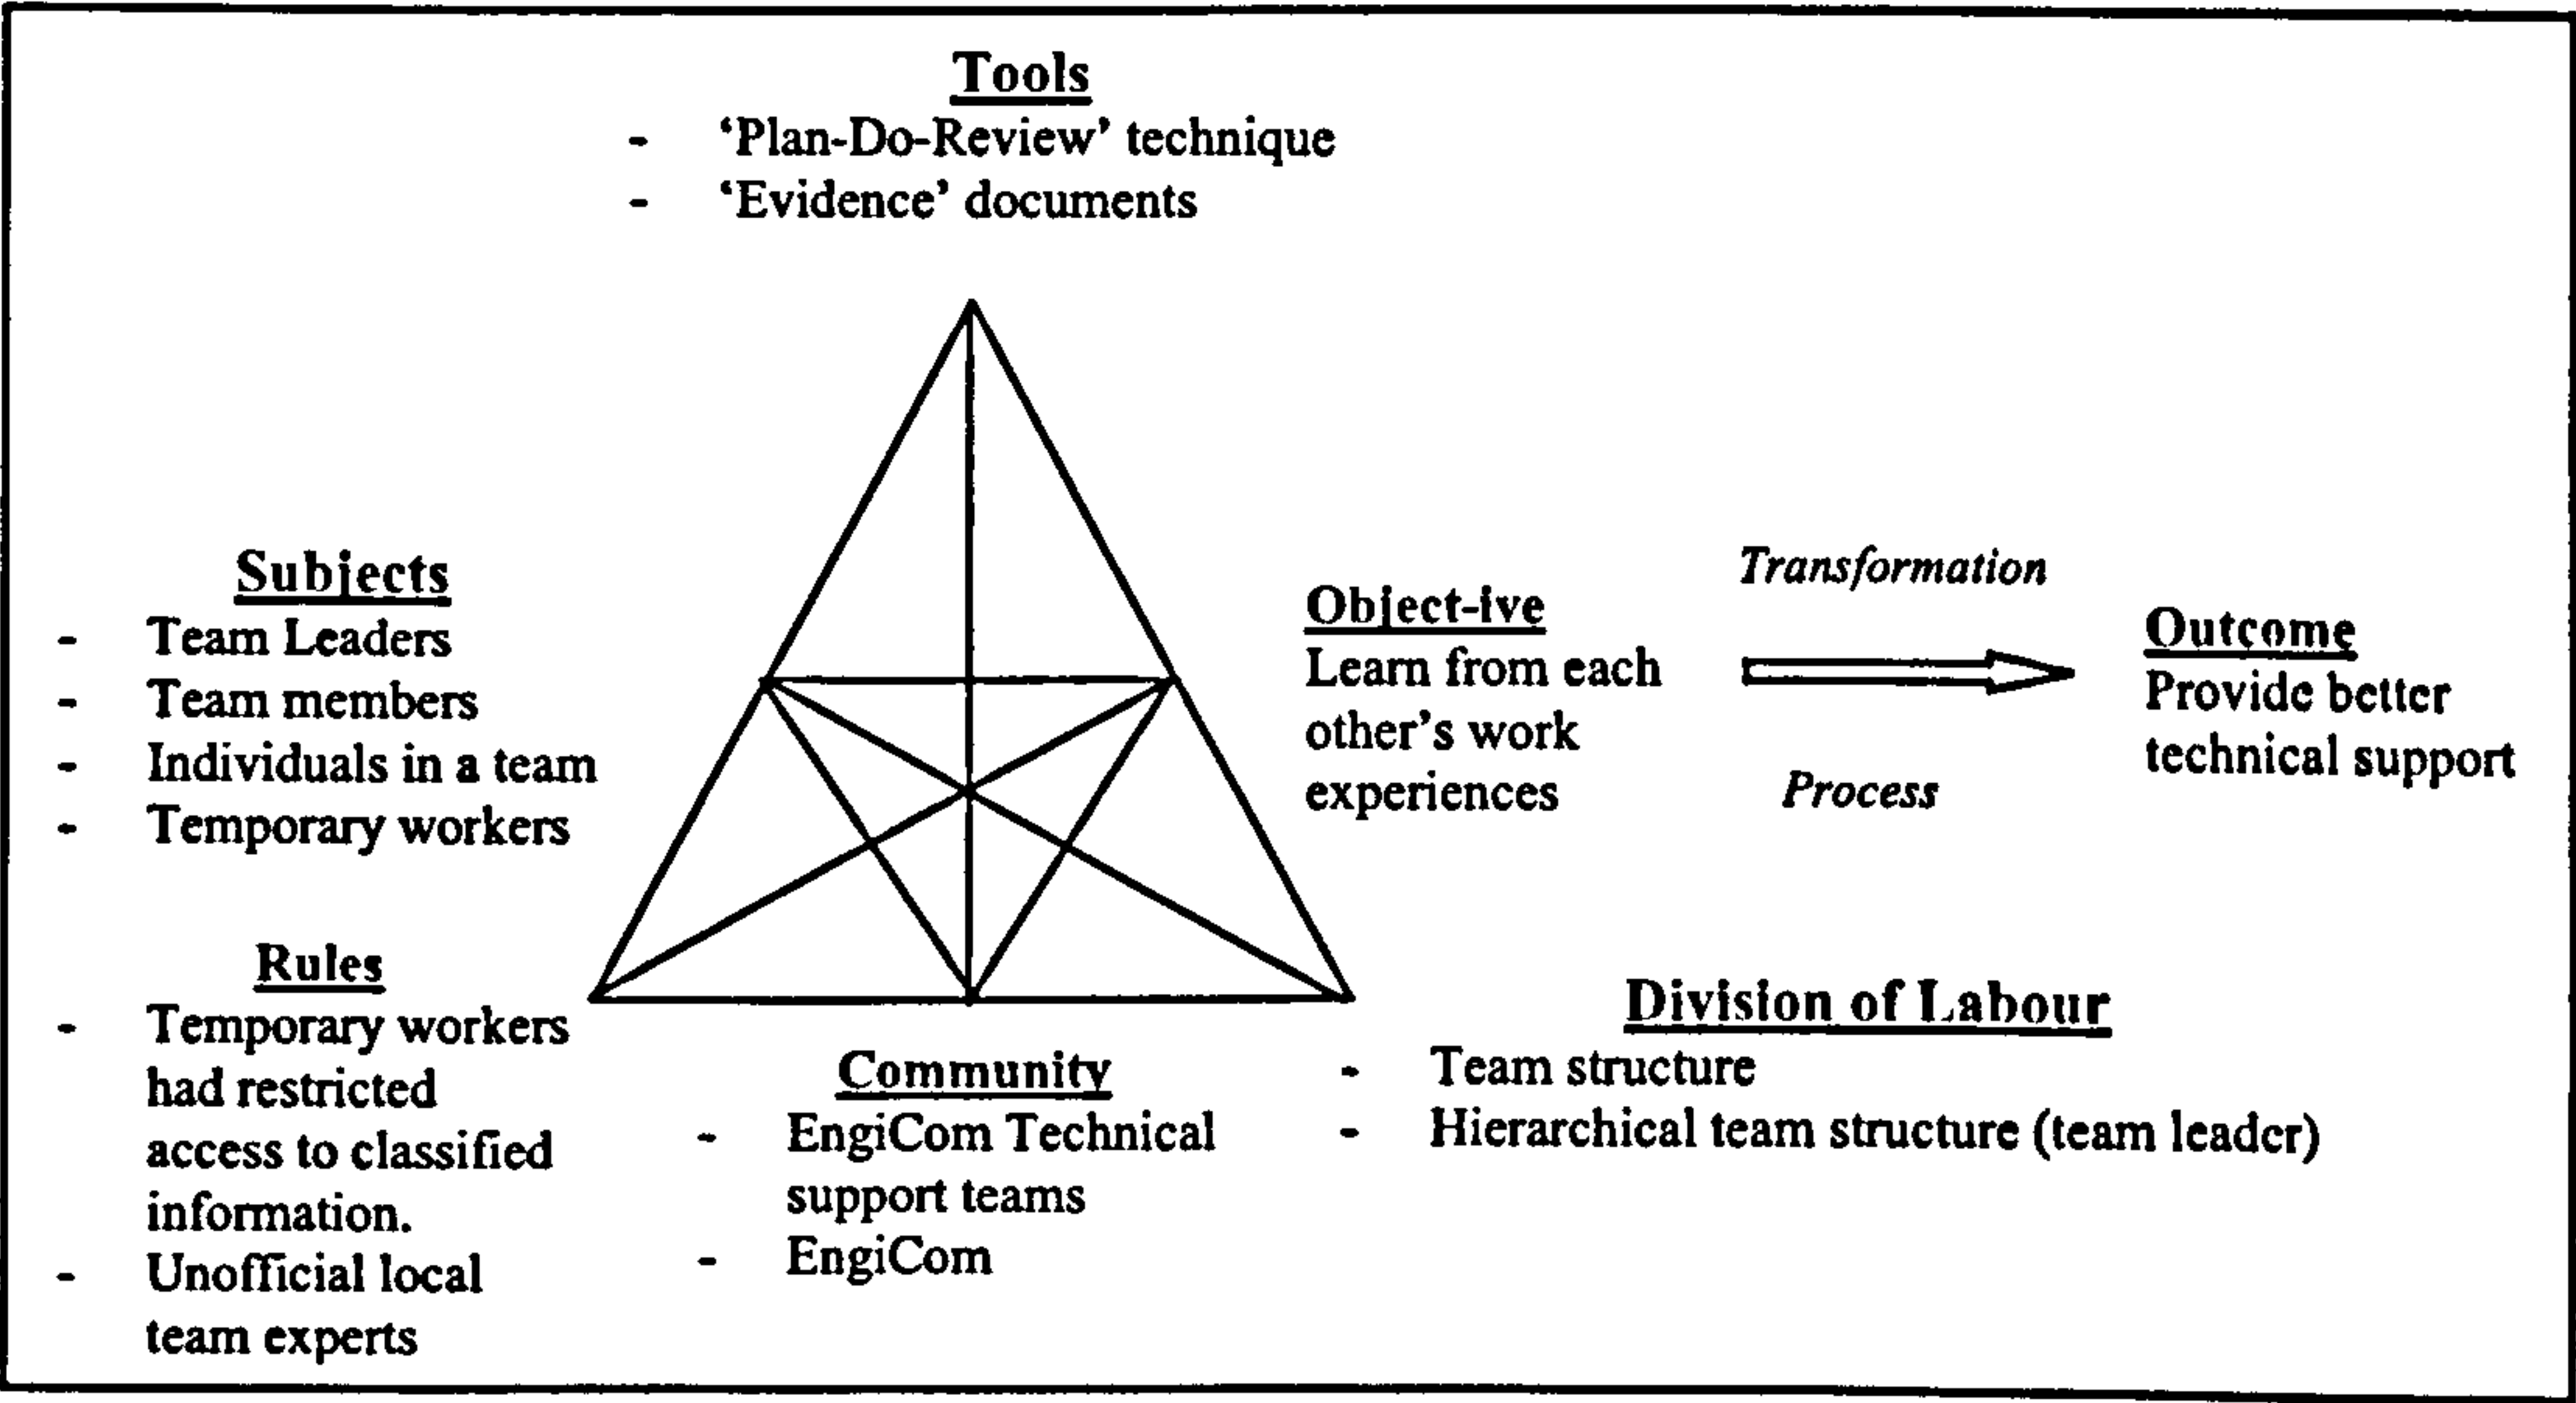 Tools
- ‘Plan-Do-Review’ technique
- ‘Evidence’ documents
Subjects
- Team Leaders
- Team members
- Individuals in a team
- Temporary workers
Object-ive
Learn from each
other’s work
experiences
Transformation
Process
Outcome
Provide better
technical support
Rules
- Temporary workers
had restricted
access to classified
information.
- Unofficial local
team experts
Community
- EngiCom Technical
support teams
- EngiCom
Division of Labour
- Team structure
- Hierarchical team structure (team leader)